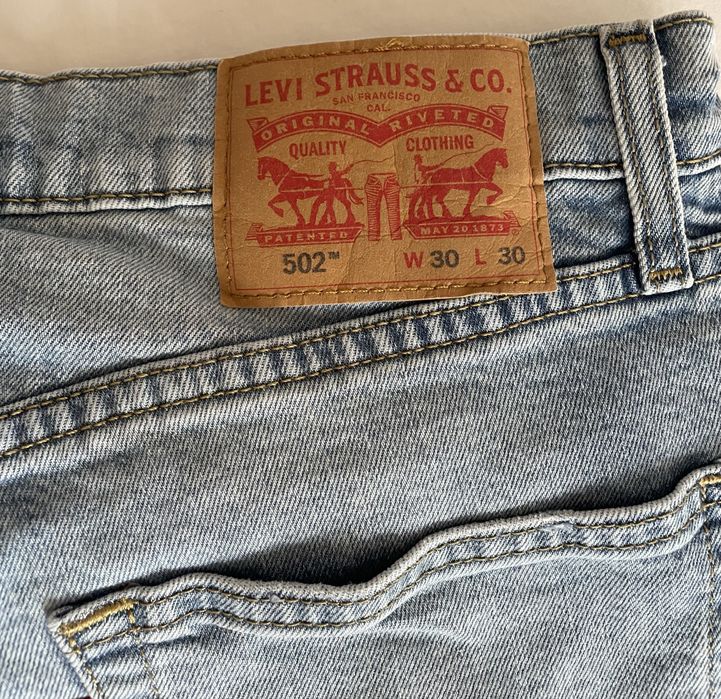 LEVI STRAUSS & CO.
SAN FRANCISCO
CAL.
ORIGINAL RIVETED
QUALITY CLOTHING
PATENTED MAY 20 1873
502™ W 30 L 30